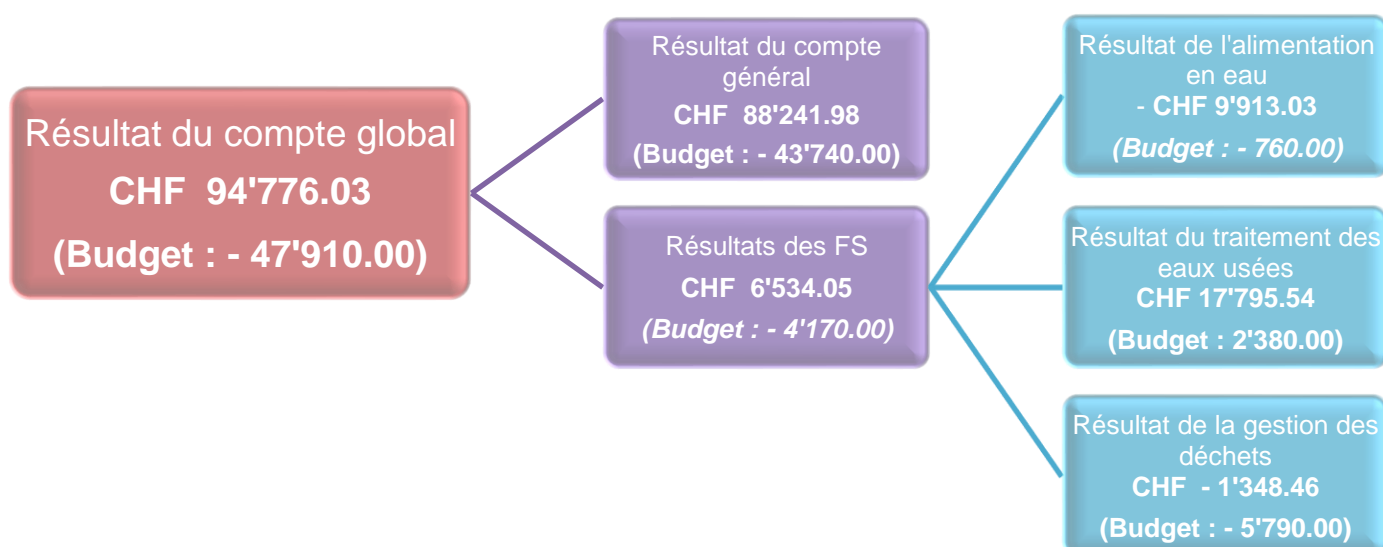 Résultat du compte global
CHF 94'776.03
(Budget : - 47'910.00)
Résultat du compte
général
CHF 88'241.98
(Budget : - 43'740.00)
Résultats des FS
CHF 6'534.05
(Budget : - 4'170.00)
Résultat de l'alimentation
en eau
- CHF 9'913.03
(Budget : - 760.00)
Résultat du traitement des
eaux usées
CHF 17'795.54
(Budget : 2'380.00)
Résultat de la gestion des
déchets
CHF - 1'348.46
(Budget : - 5'790.00)